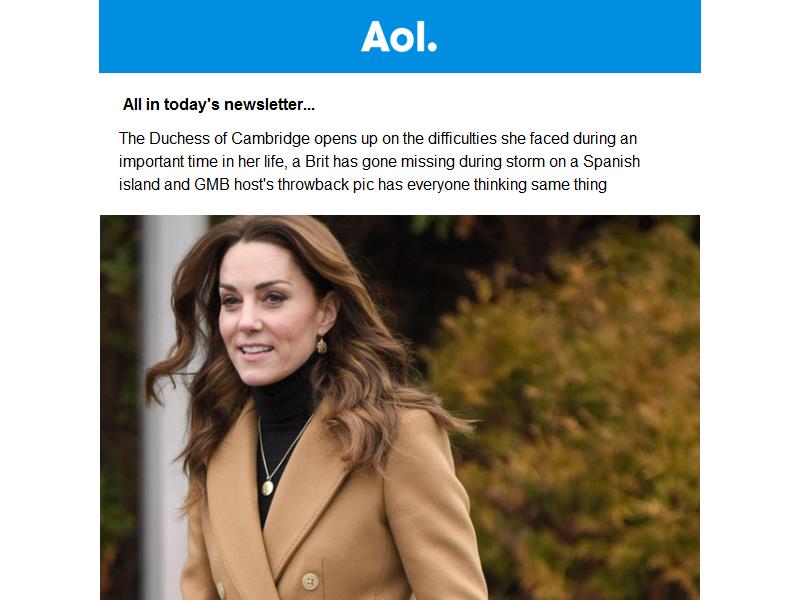 Aol.
All in today's newsletter...
The Duchess of Cambridge opens up on the difficulties she faced during an
important time in her life, a Brit has gone missing during storm on a Spanish
island and GMB host's throwback pic has everyone thinking same thing